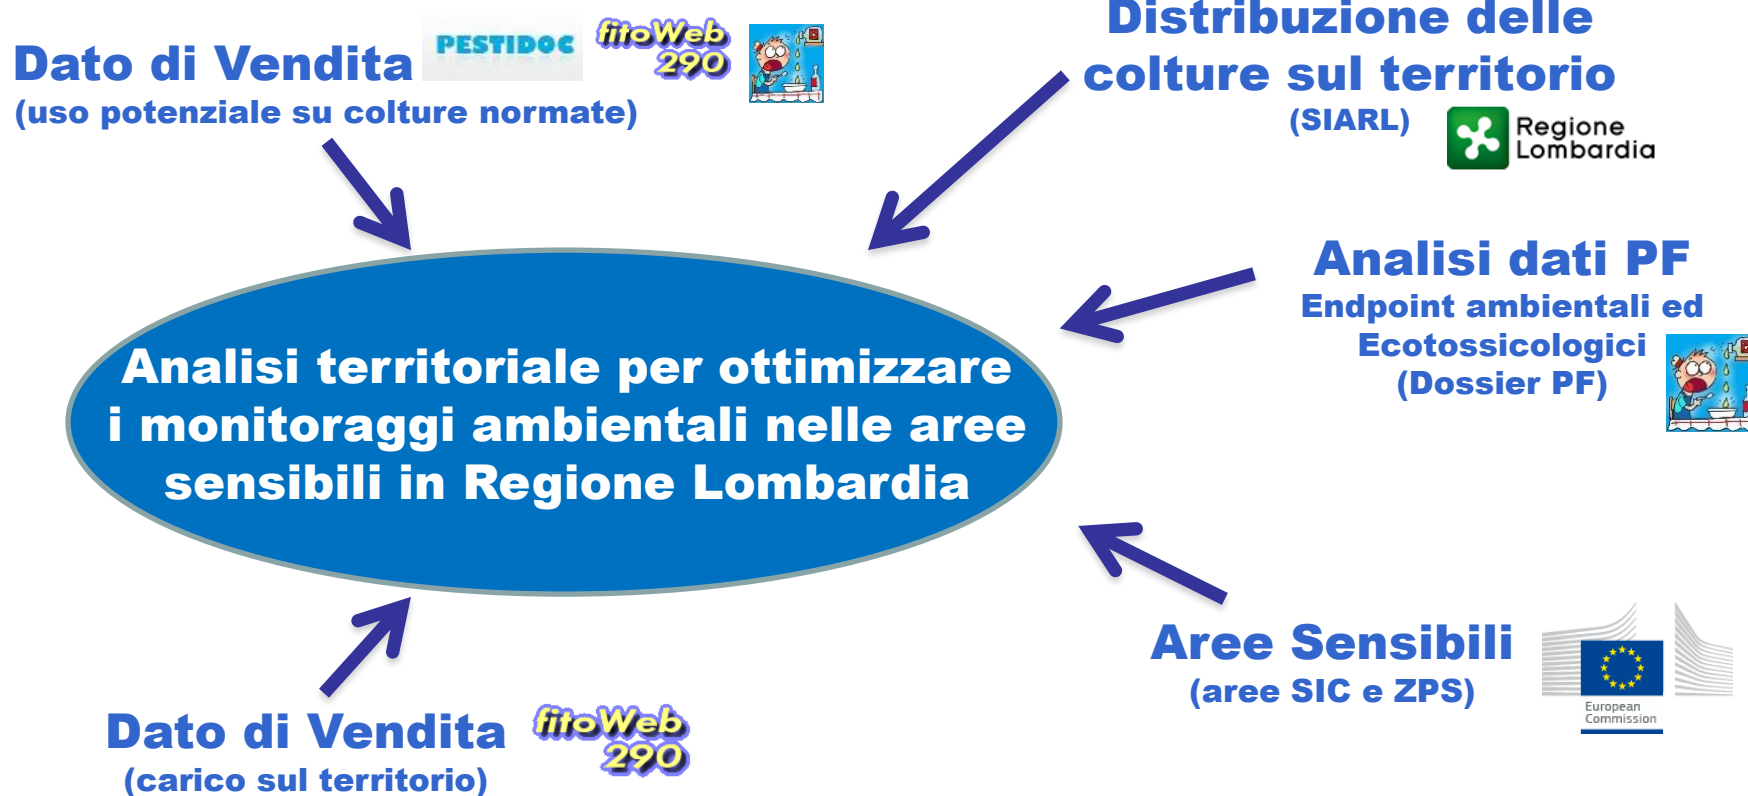 Dato di Vendita
PESTIDOC
fitoWeb
290
(uso potenziale su colture normate)
Distribuzione delle
colture sul territorio
(SIARL)
Regione
Lombardia
Analisi dati PF
Endpoint ambientali ed
Ecotossicologici
(Dossier PF)
Analisi territoriale per ottimizzare
i monitoraggi ambientali nelle aree
sensibili in Regione Lombardia
Aree Sensibili
(aree SIC e ZPS)
European
Commission
Dato di Vendita
(carico sul territorio)
fitoWeb
290